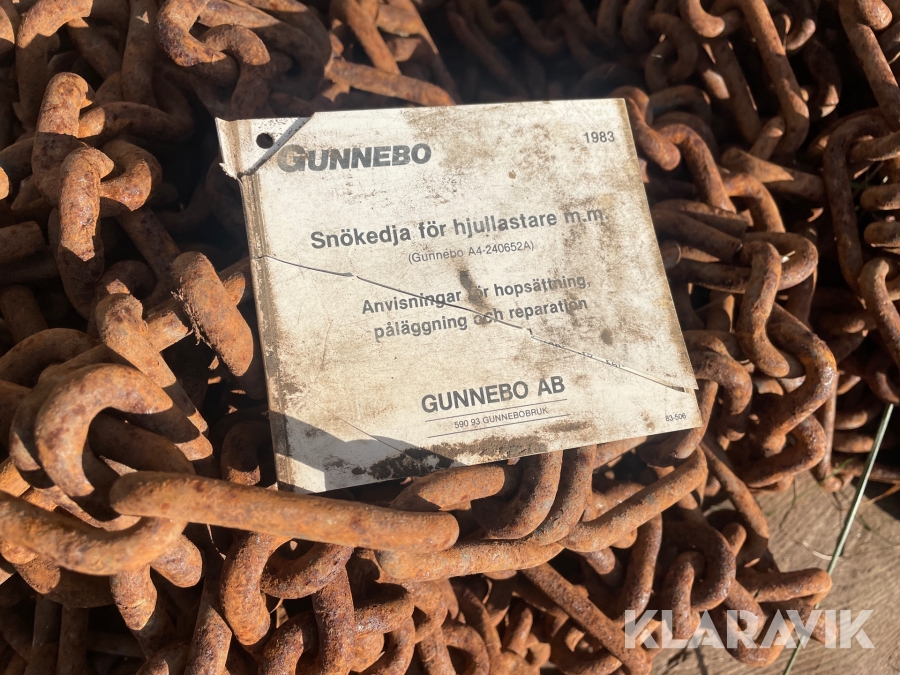 GUNNEBO
1983
Snökedja för hjullastare m.m.
(Gunnebo A4-240652A)
Anvisningar för hopsättning,
påläggning och reparation
GUNNEBO AB
590 93 GUNNEBOBRUK
83-506
KLARAVIK